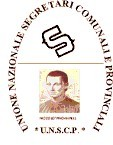 UNIONE NAZIONALE SEGRETARI COMUNALI E PROVINCIALI
* U.N.S.C.P. *